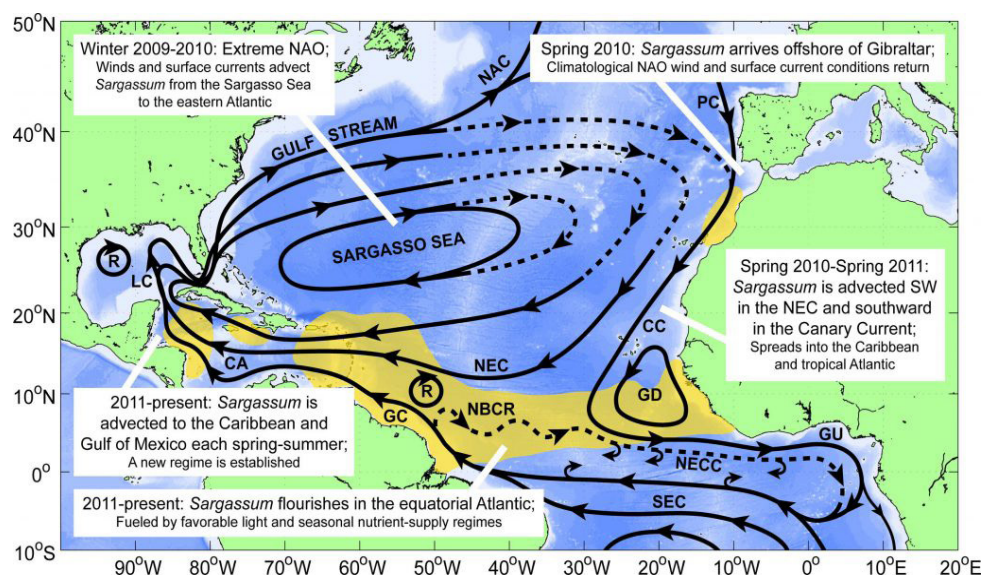 50°N
Winter 2009-2010: Extreme NAO;
Winds and surface currents advect
Sargassum from the Sargasso Sea
to the eastern Atlantic
Spring 2010: Sargassum arrives offshore of Gibraltar;
Climatological NAO wind and surface current conditions return
NAC
PC
40°N
GULF STREAM
30°N
SARGASSO SEA
R
LC
Spring 2010-Spring 2011:
Sargassum is advected SW
in the NEC and southward
in the Canary Current;
Spreads into the Caribbean
and tropical Atlantic
20°N
CC
CA
NEC
10°N
R
GD
2011-present: Sargassum is
advected to the Caribbean and
Gulf of Mexico each spring-summer;
A new regime is established
GC
NBCR
GU
NECC
0°
SEC
2011-present: Sargassum flourishes in the equatorial Atlantic;
Fueled by favorable light and seasonal nutrient-supply regimes
10°S
90°W 80°W 70°W 60°W 50°W 40°W 30°W 20°W 10°W 0° 10°E 20°E